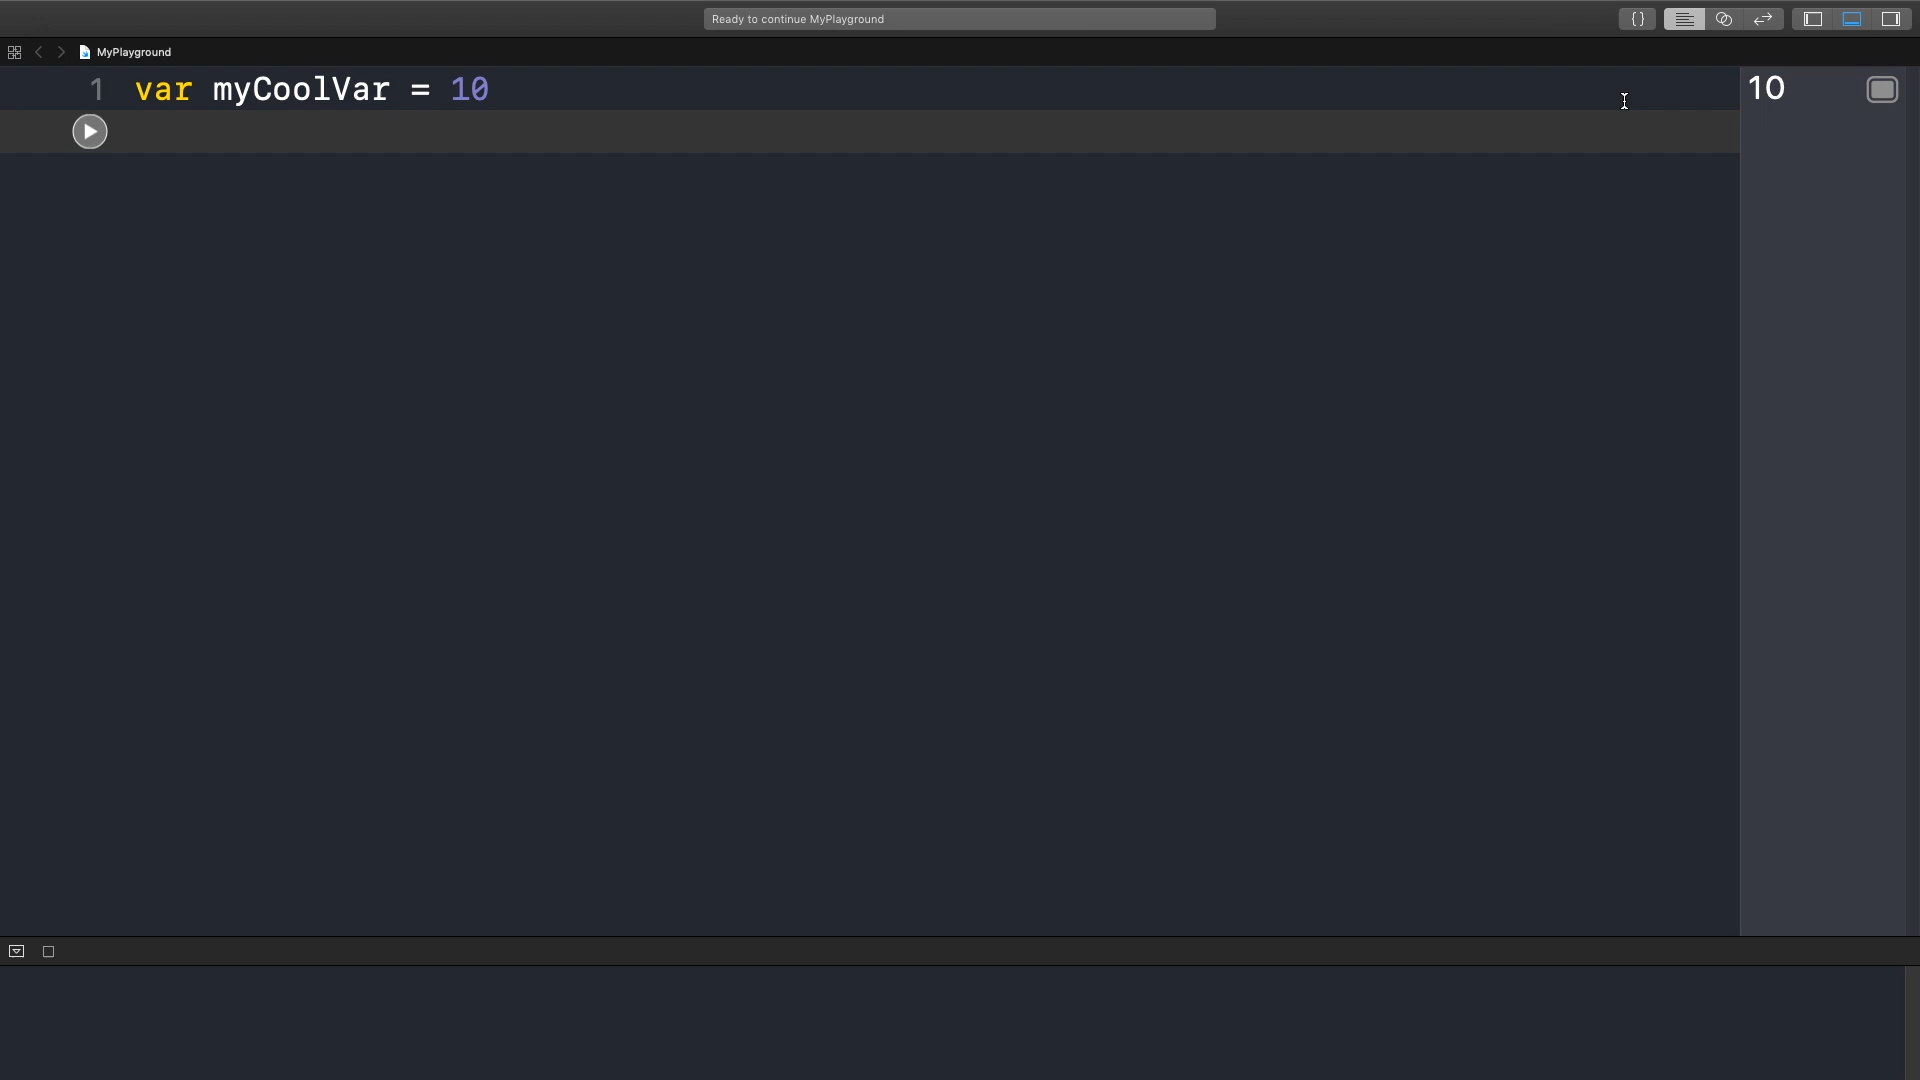 Ready to continue MyPlayground
{}
MyPlayground
1 var myCoolVar = 10
10